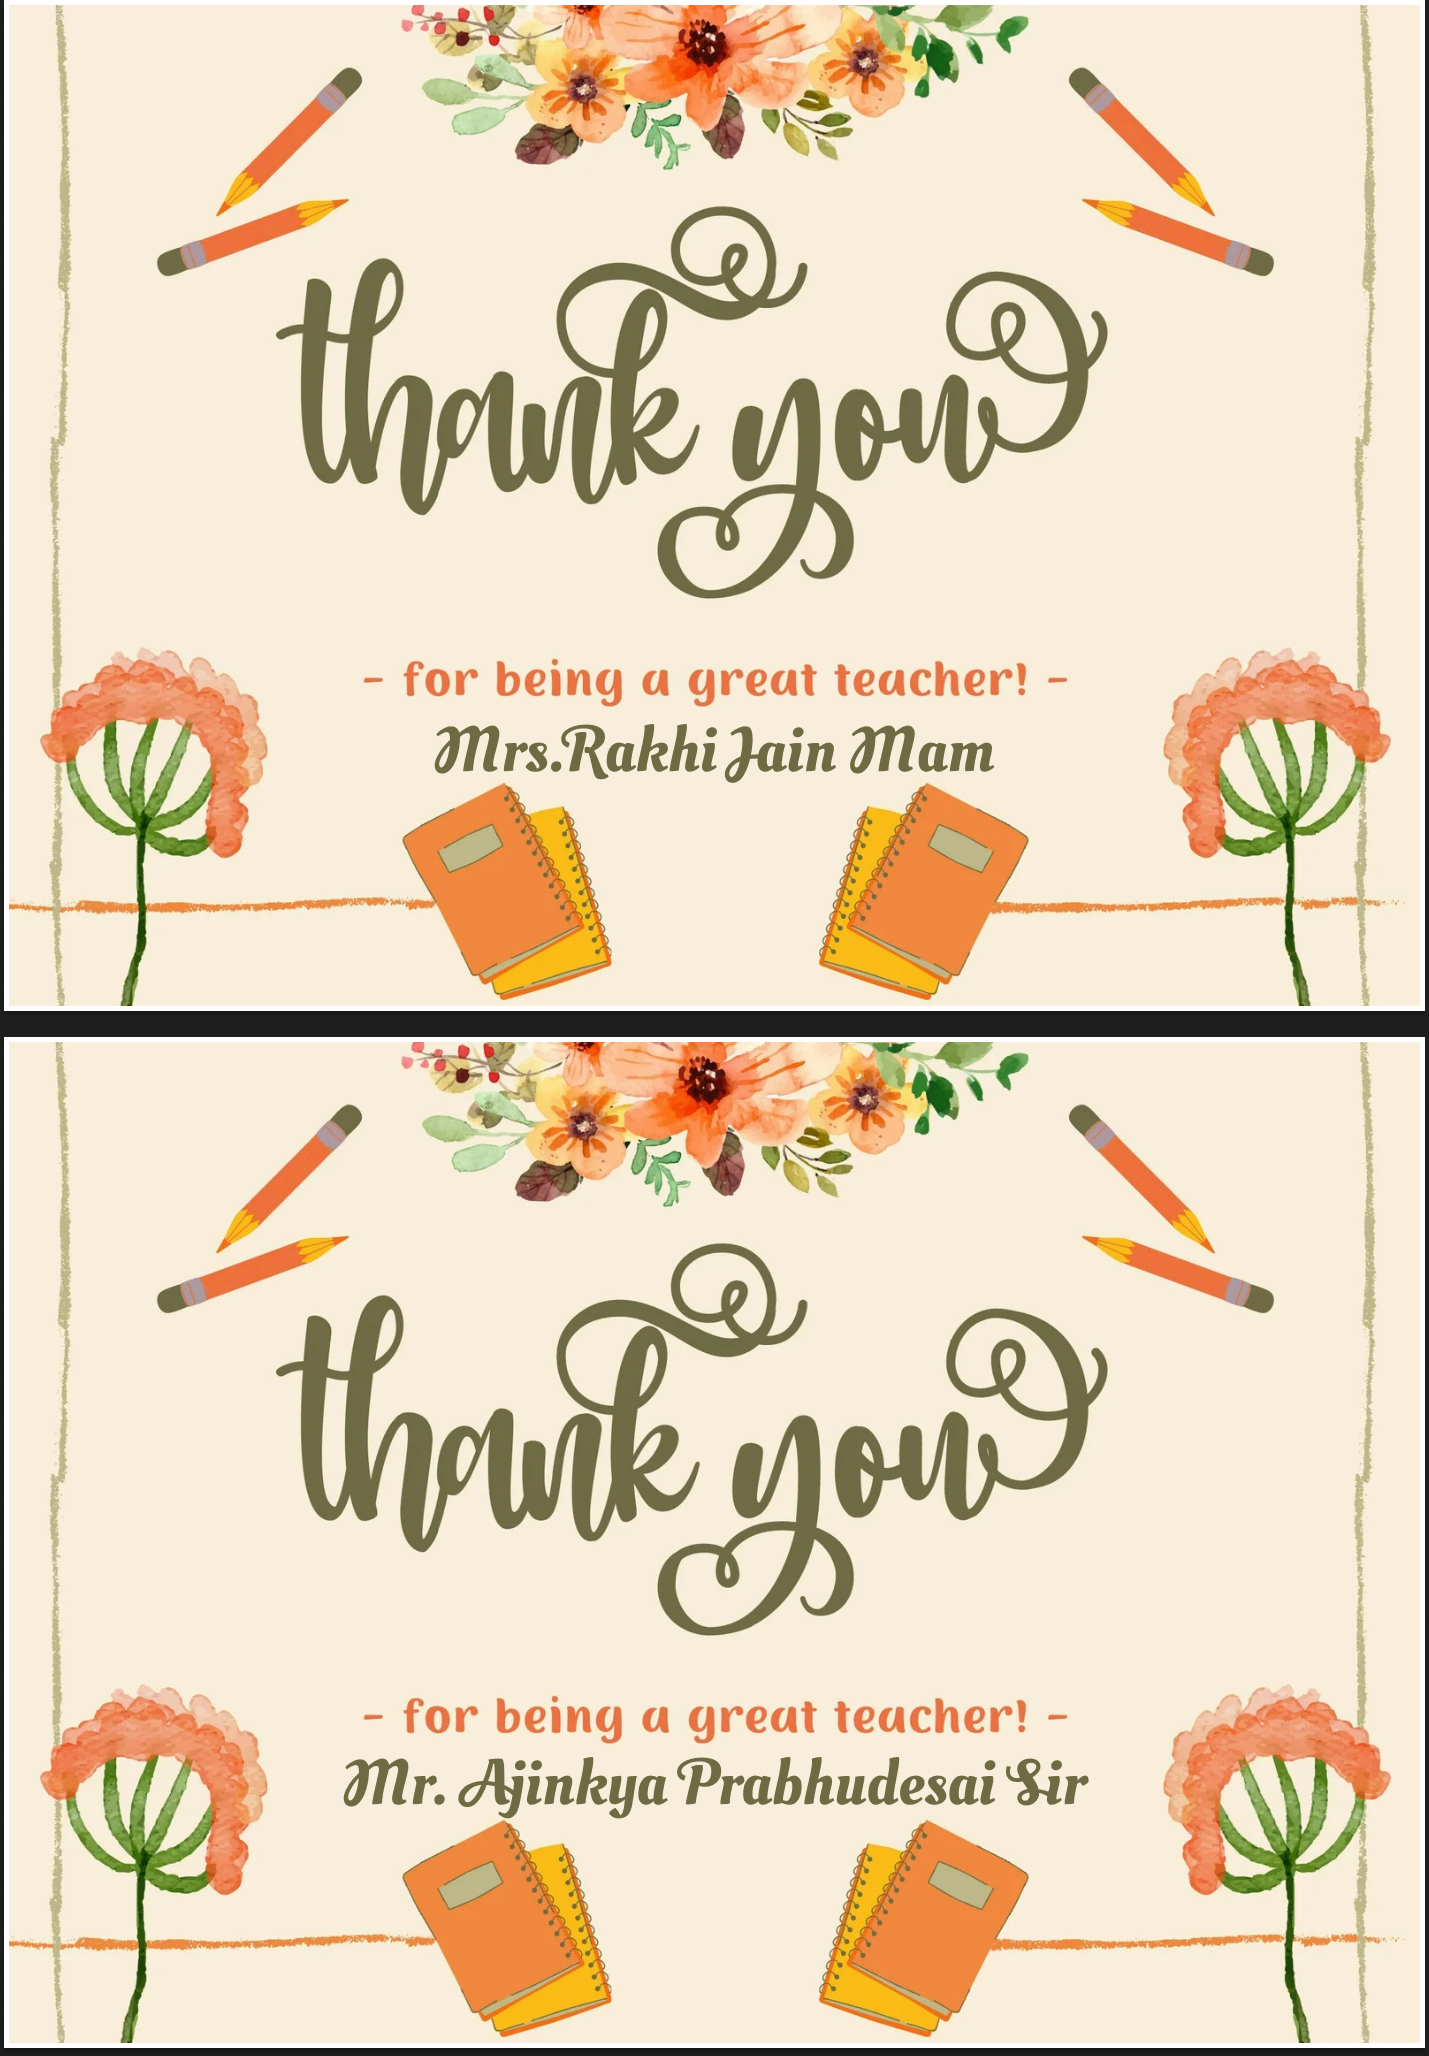 thank you
- for being a great teacher! -
Mrs.Rakhi Jain Mam
thank you
- for being a great teacher! -
Mr. Ajinkya Prabhudesai Sir